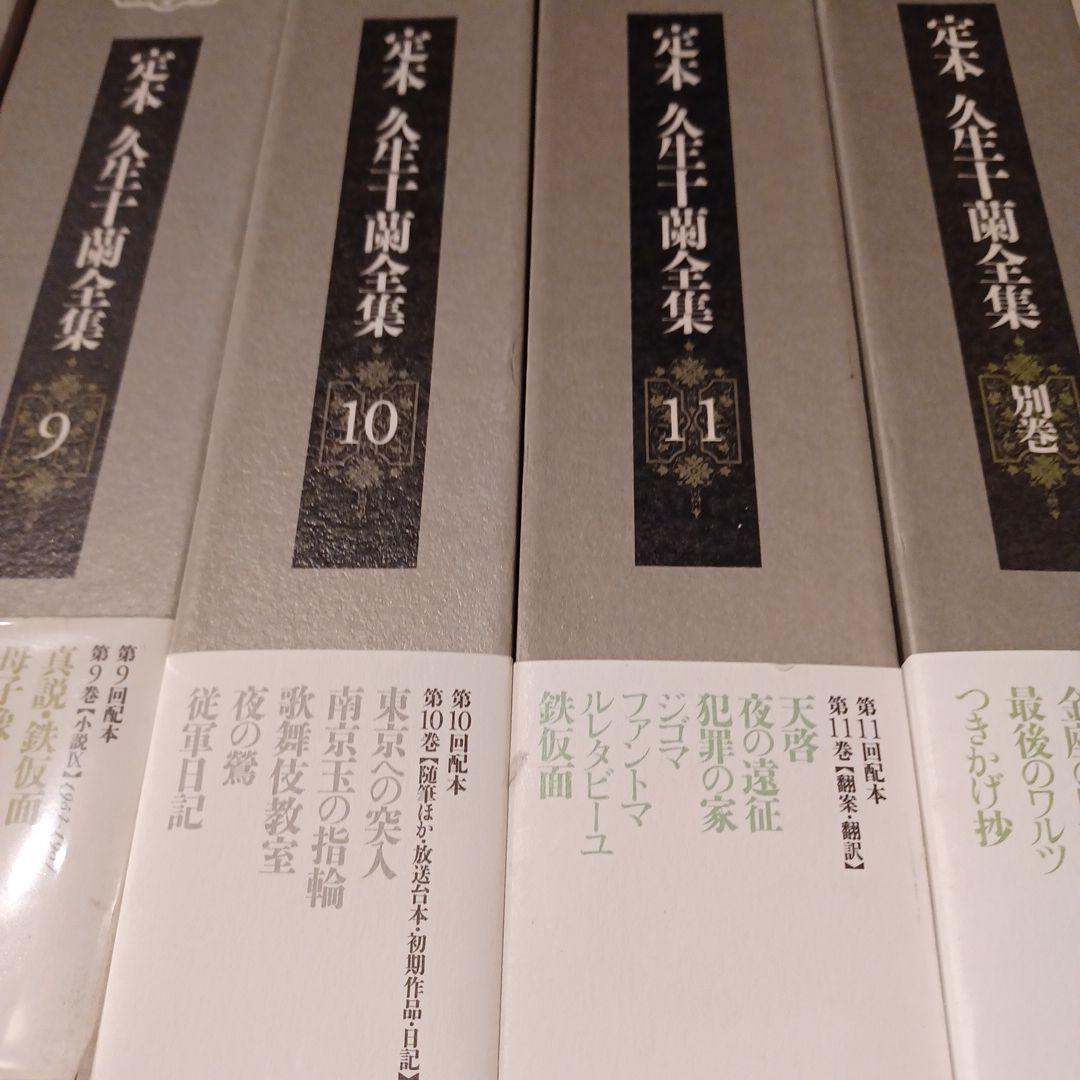 定本 久生十蘭全集
9
第9回配本
第9巻【小説Ⅸ】
真説・鉄仮面
母子像
定本 久生十蘭全集
10
第10回配本
第10巻【随筆ほか・放送台本・初期作品・日記】
東京への突入
南京玉の指輪
歌舞伎教室
夜の鶯
従軍日記
定本 久生十蘭全集
11
第11回配本
第11巻【翻案・翻訳】
天啓
夜の遠征
犯罪の家
ジゴマ
ファントマ
ルレタビーユ
鉄仮面
定本 久生十蘭全集
別巻
最後のワルツ
つきかげ抄